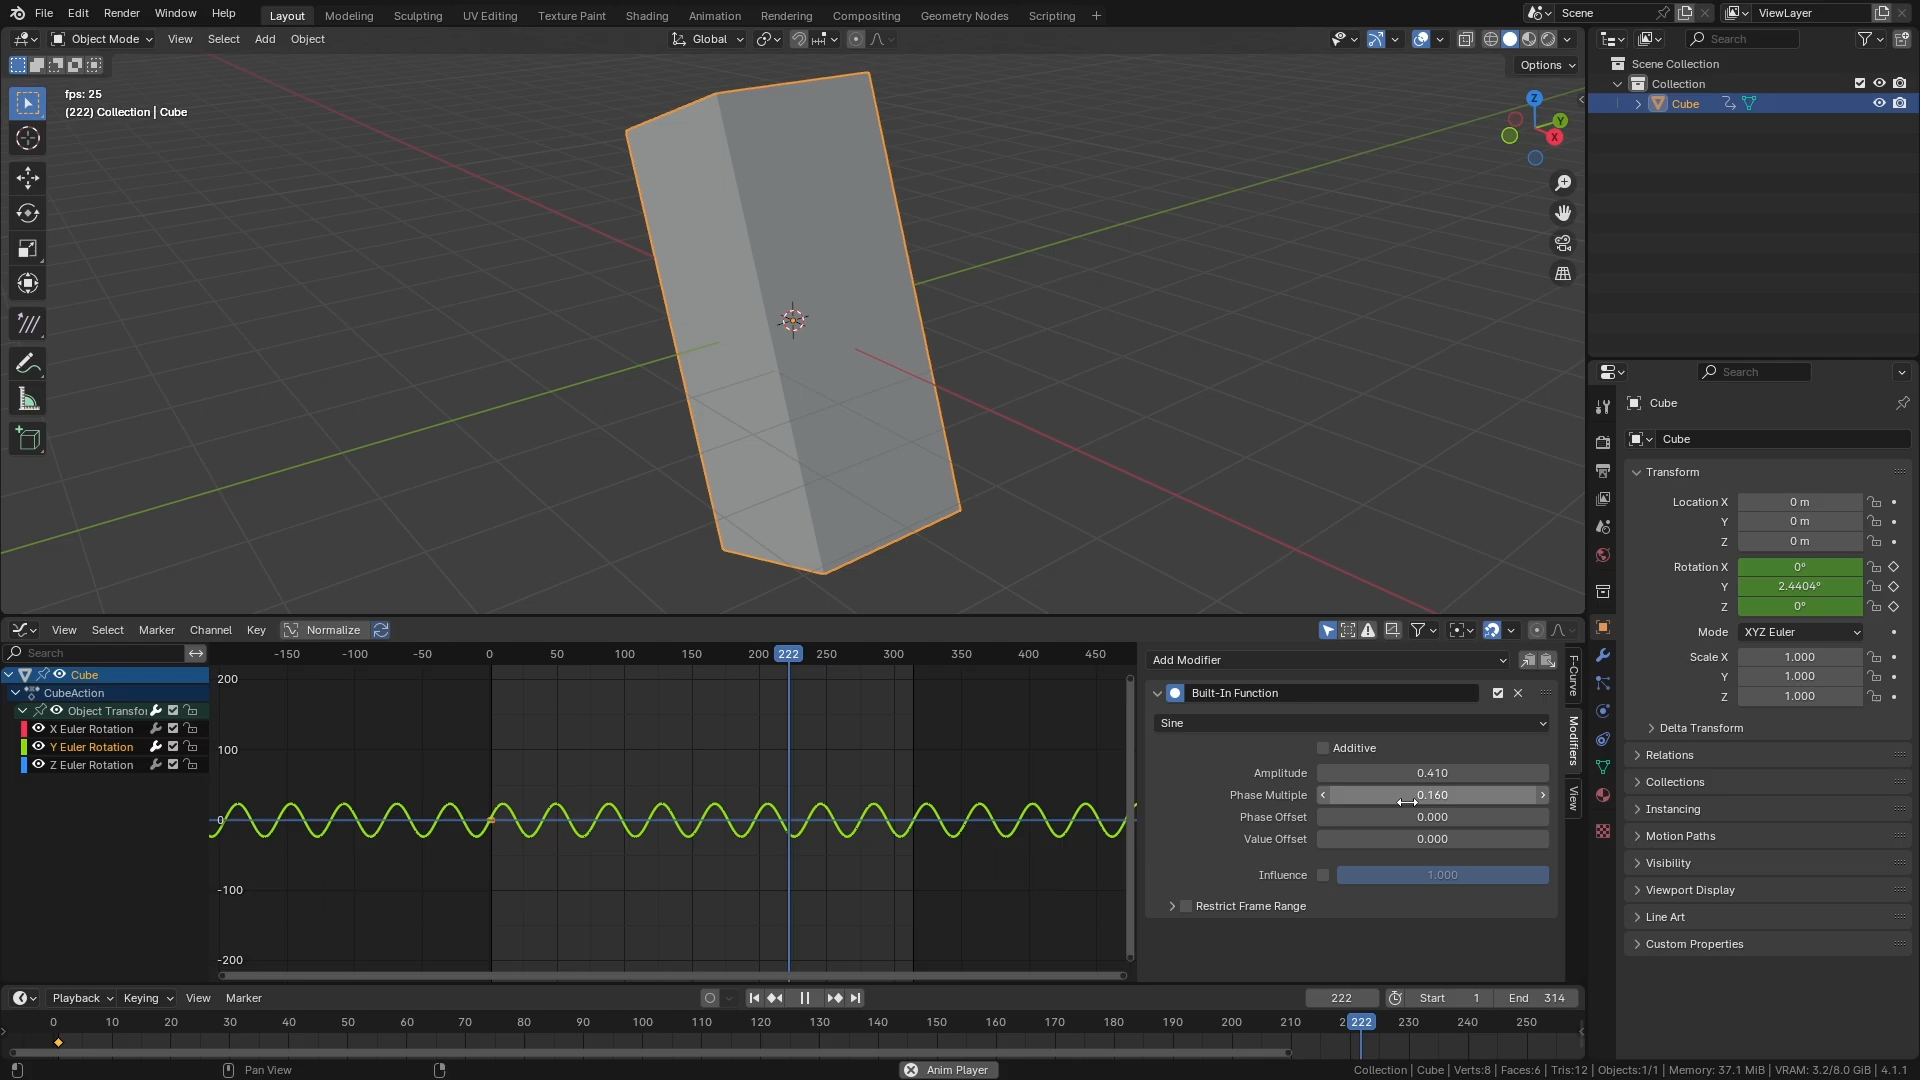 File Edit Render Window Help Layout Modeling Sculpting UV Editing Texture Paint Shading Animation Rendering Compositing Geometry Nodes Scripting + Scene ViewLayer
Object Mode View Select Add Object Global Search
Options
fps: 25
(222) Collection | Cube
Z
Y
X
Scene Collection
Collection
Cube
Search
Cube
Cube
Transform
Location X 0 m
Y 0 m
Z 0 m
Rotation X 0°
Y 2.4404°
Z 0°
Mode XYZ Euler
Scale X 1.000
Y 1.000
Z 1.000
Delta Transform
Relations
Collections
Instancing
Motion Paths
Visibility
Viewport Display
Line Art
Custom Properties
View Select Marker Channel Key Normalize
Search
Cube
CubeAction
Object Transfo
X Euler Rotation
Y Euler Rotation
Z Euler Rotation
-150 -100 -50 0 50 100 150 200 222 250 300 350 400 450
200
100
0
-100
-200
Add Modifier
Built-In Function
Sine
Additive
Amplitude 0.410
Phase Multiple 0.160
Phase Offset 0.000
Value Offset 0.000
Influence 1.000
Restrict Frame Range
F-Curve
Modifiers
View
Playback Keying View Marker 222 Start 1 End 314
0 10 20 30 40 50 60 70 80 90 100 110 120 130 140 150 160 170 180 190 200 210 2 222 230 240 250
Pan View Anim Player Collection | Cube | Verts:8 | Faces:6 | Tris:12 | Objects:1/1 | Memory: 37.1 MiB | VRAM: 3.2/8.0 GiB | 4.1.1